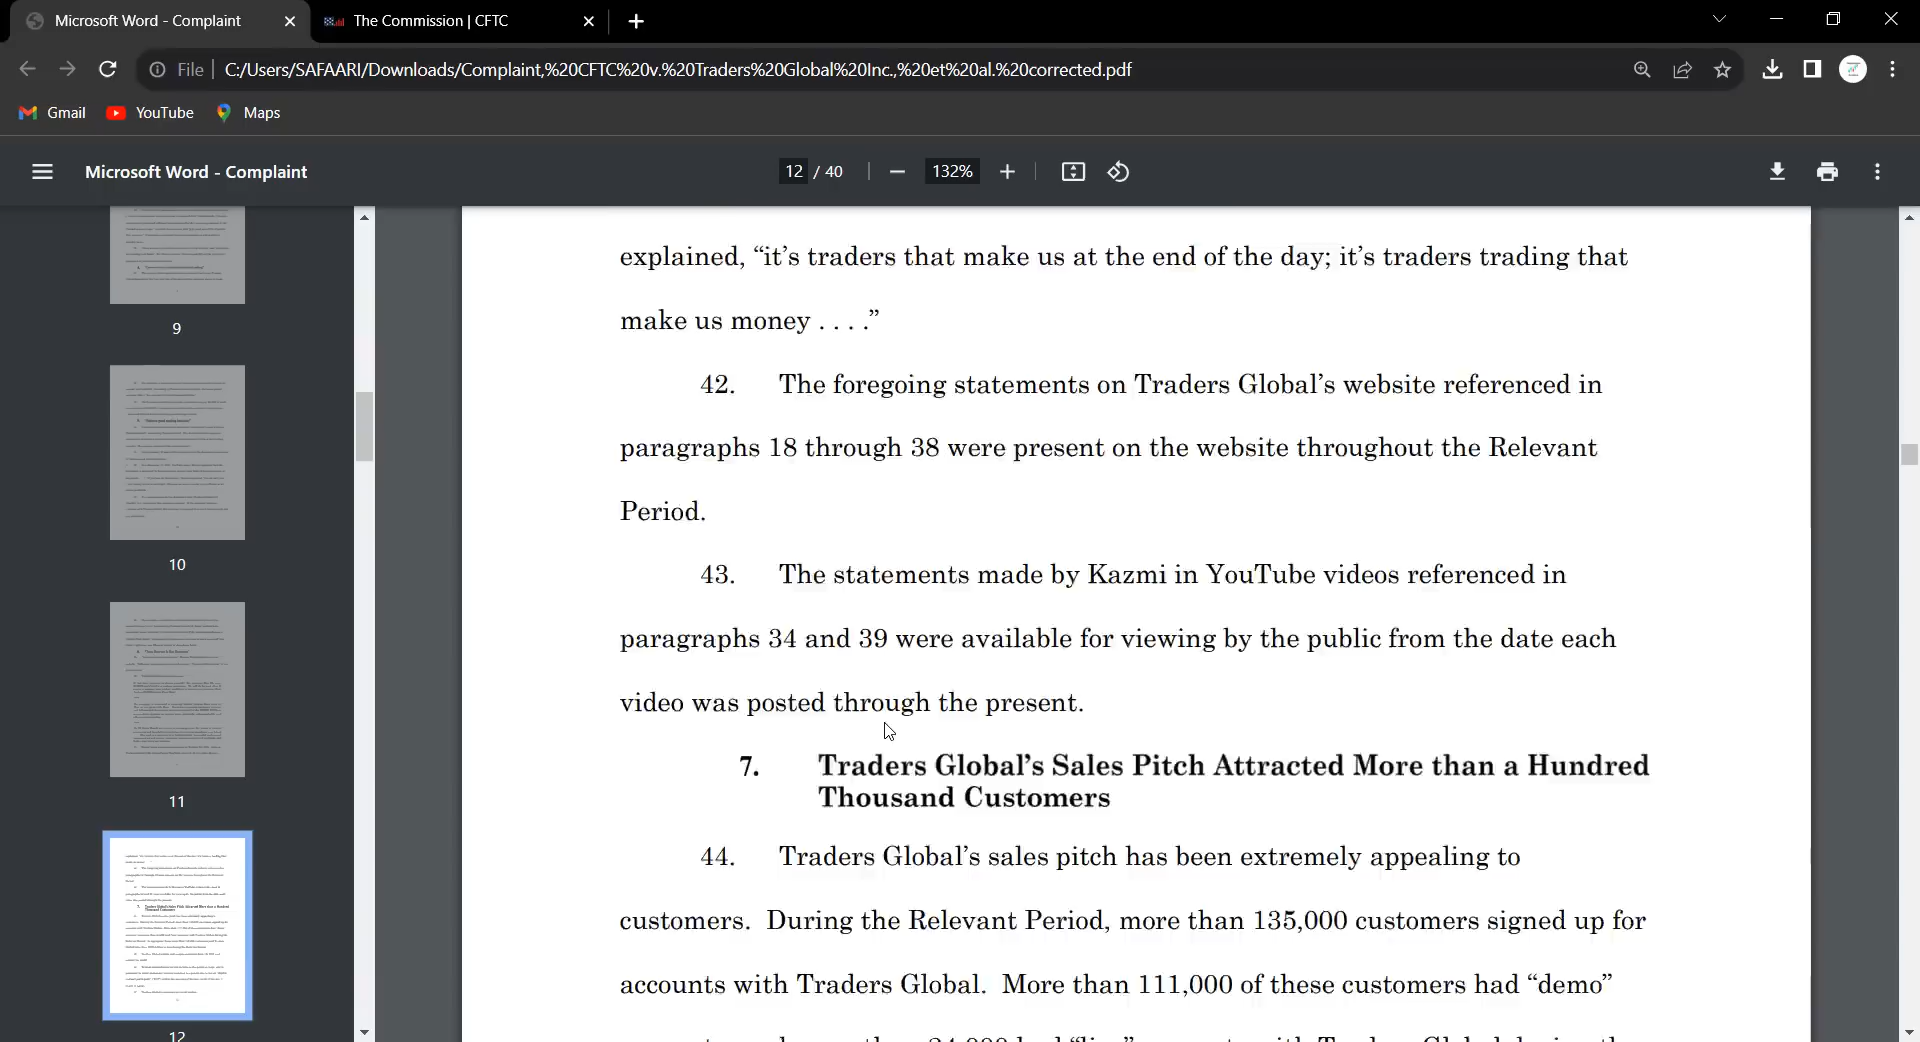 Microsoft Word - Complaint
The Commission | CFTC
File
C:/Users/SAFAARI/Downloads/Complaint,%20CFTC%20v.%20Traders%20Global%20Inc.,%20et%20al.%20corrected.pdf
Gmail
YouTube
Maps
Microsoft Word - Complaint
12 / 40
132%
9
10
11
12
explained, “it’s traders that make us at the end of the day; it’s traders trading that
make us money . . . .”
42. The foregoing statements on Traders Global’s website referenced in
paragraphs 18 through 38 were present on the website throughout the Relevant
Period.
43. The statements made by Kazmi in YouTube videos referenced in
paragraphs 34 and 39 were available for viewing by the public from the date each
video was posted through the present.
7. Traders Global’s Sales Pitch Attracted More than a Hundred
Thousand Customers
44. Traders Global’s sales pitch has been extremely appealing to
customers. During the Relevant Period, more than 135,000 customers signed up for
accounts with Traders Global. More than 111,000 of these customers had “demo”